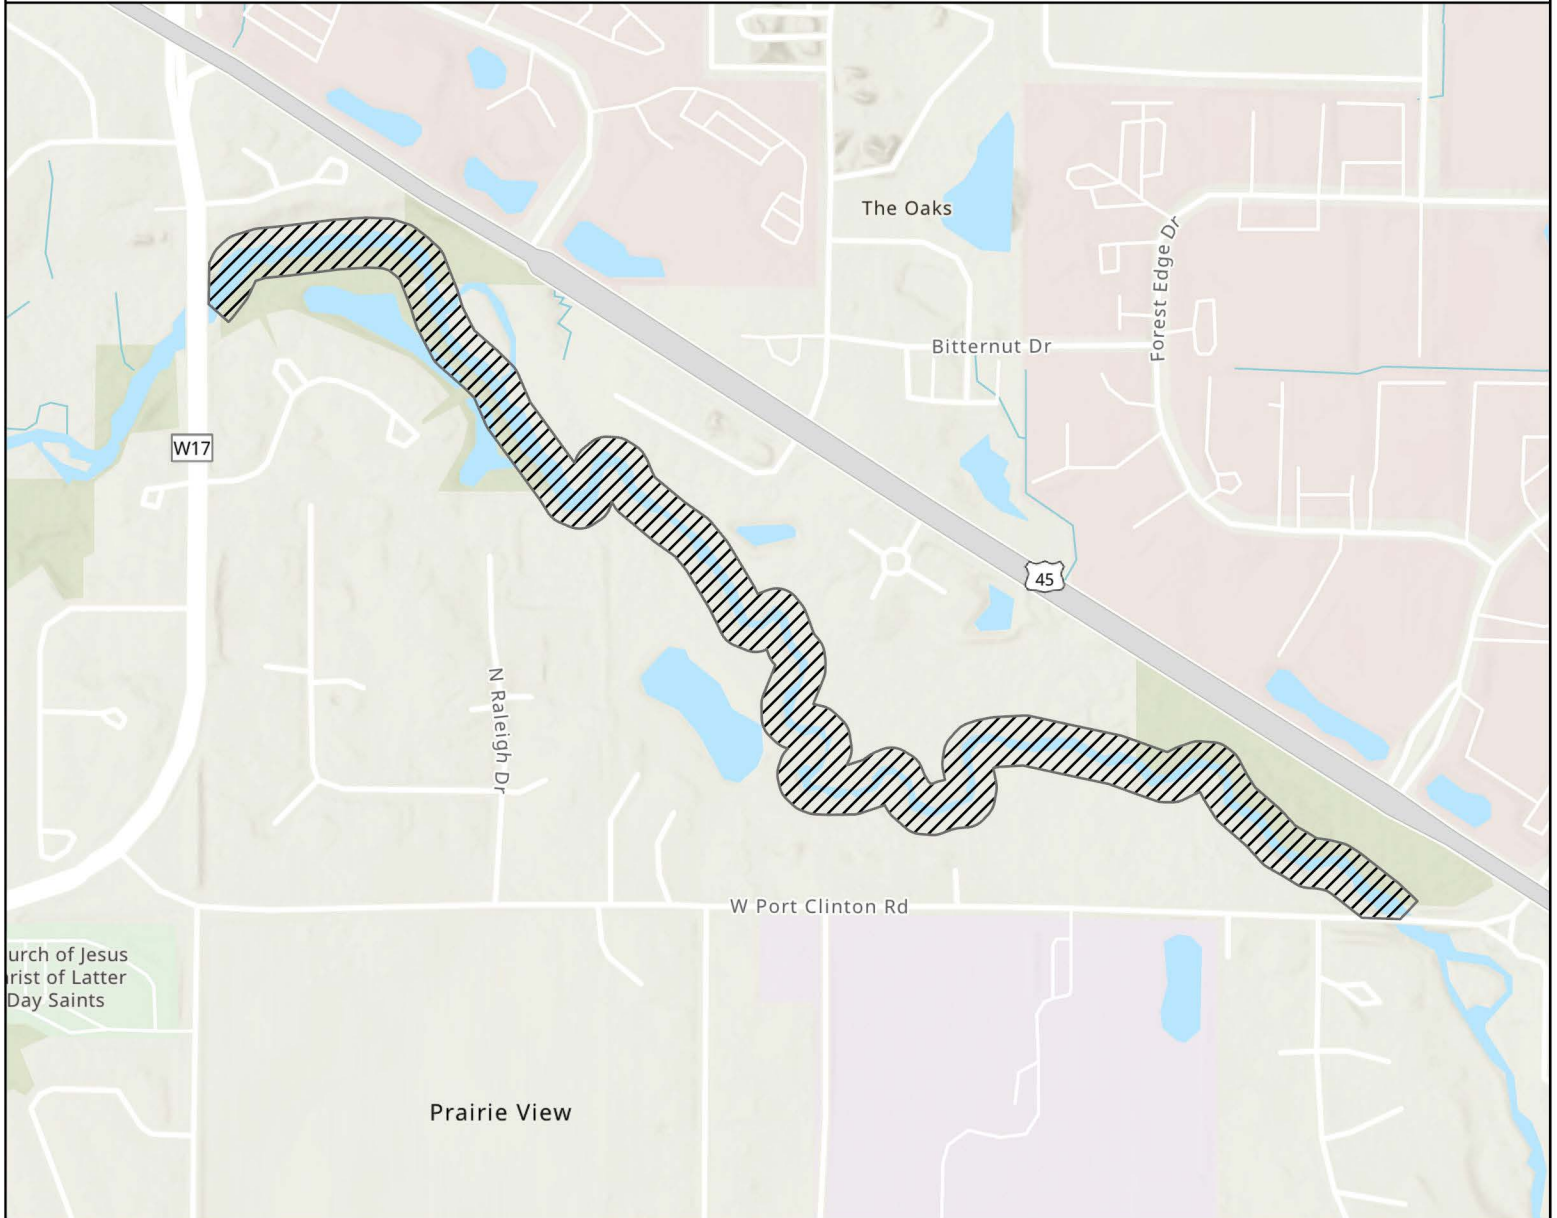 The Oaks
Forest Edge Dr
Bitternut Dr
W17
45
N Raleigh Dr
W Port Clinton Rd
urch of Jesus
rist of Latter
Day Saints
Prairie View